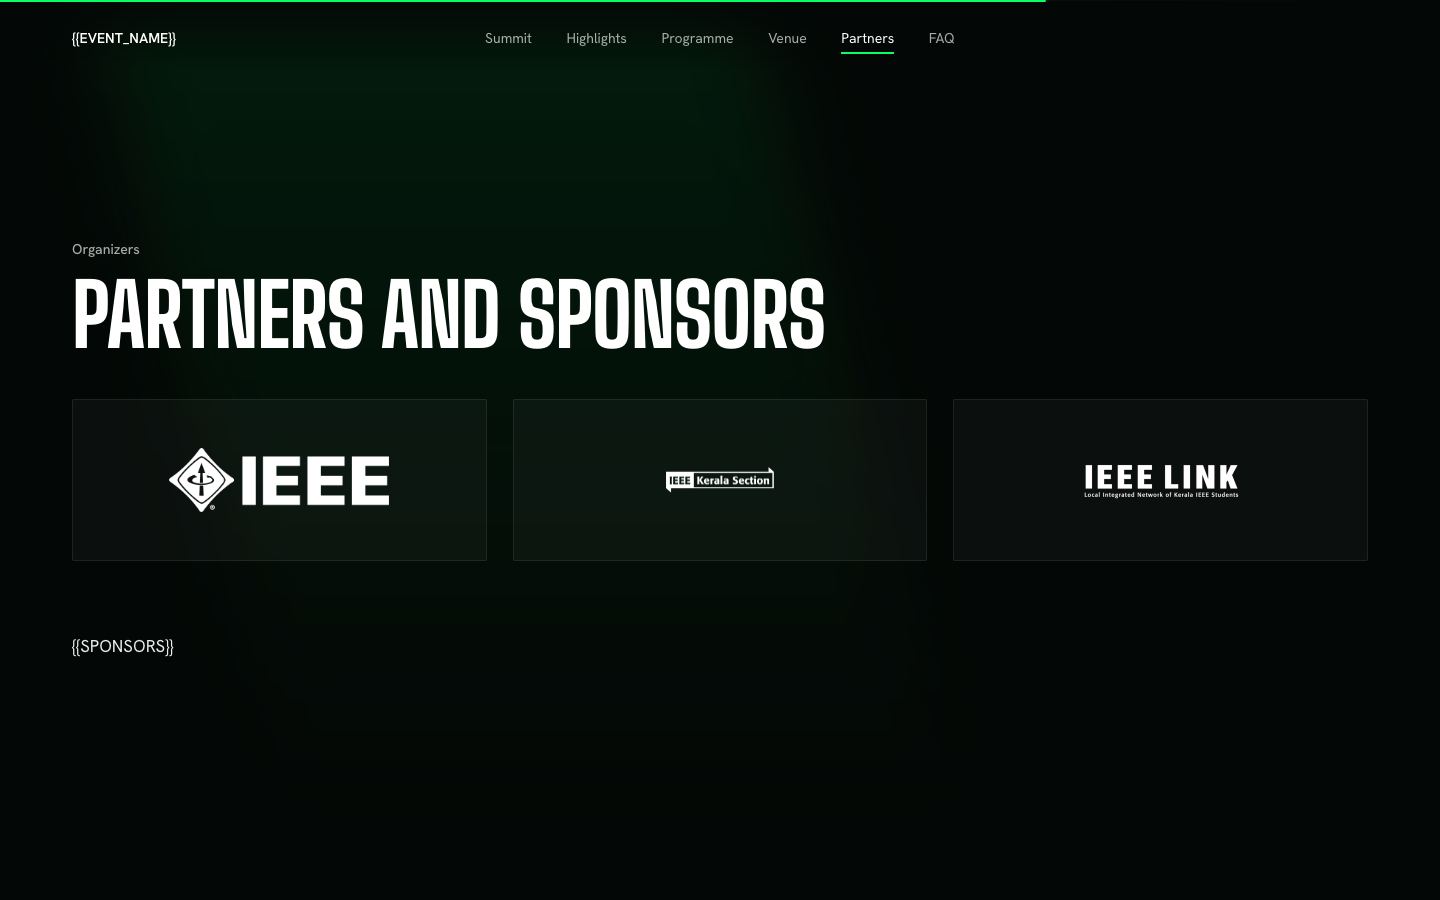 {{EVENT_NAME}}
Summit Highlights Programme Venue Partners FAQ
Organizers
PARTNERS AND SPONSORS
IEEE
IEEE Kerala Section
IEEE LINK
Local Integrated Network of Kerala IEEE Students
{{SPONSORS}}